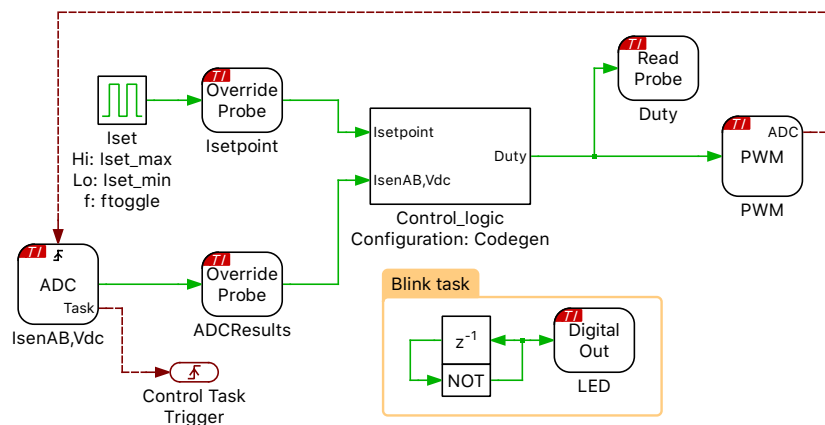 TI
Read
Probe
Duty
TI
Override
Probe
Isetpoint
Iset
Hi: Iset_max
Lo: Iset_min
f: ftoggle
Isetpoint
Duty
IsenAB,Vdc
Control_logic
Configuration: Codegen
TI
ADC
PWM
PWM
TI
ADC
Task
IsenAB,Vdc
TI
Override
Probe
ADCResults
Control Task
Trigger
Blink task
z-1
NOT
TI
Digital
Out
LED